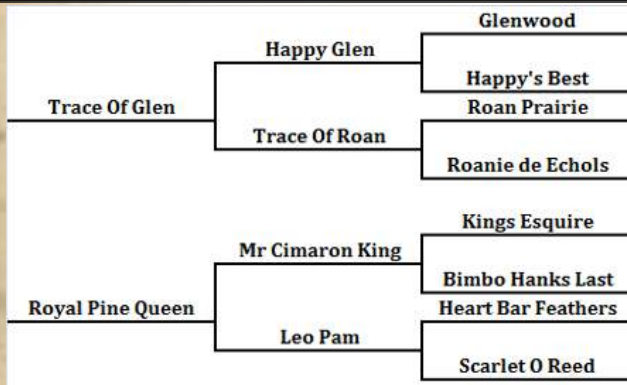 Glenwood
Happy Glen
Happy's Best
Trace Of Glen
Roan Prairie
Trace Of Roan
Roanie de Echols
Kings Esquire
Mr Cimaron King
Bimbo Hanks Last
Royal Pine Queen
Heart Bar Feathers
Leo Pam
Scarlet O Reed